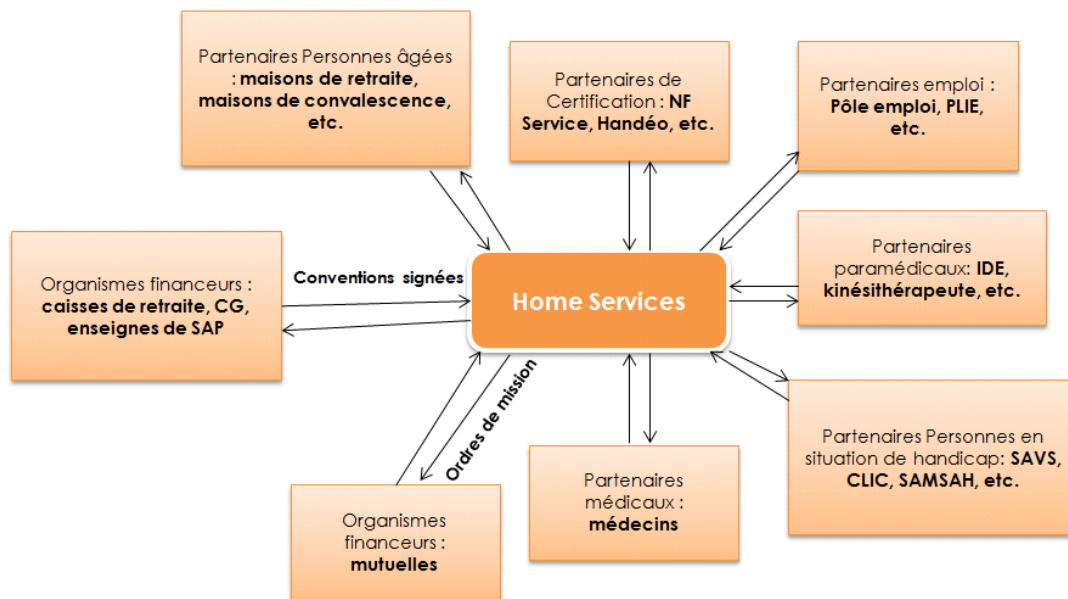 Partenaires Personnes âgées
: maisons de retraite,
maisons de convalescence,
etc.
Partenaires de
Certification : NF
Service, Handéo, etc.
Partenaires emploi :
Pôle emploi, PLIE,
etc.
Organismes financeurs :
caisses de retraite, CG,
enseignes de SAP
Conventions signées
Home Services
Partenaires
paramédicaux: IDE,
kinésithérapeute, etc.
Ordres de mission
Organismes
financeurs :
mutuelles
Partenaires
médicaux :
médecins
Partenaires Personnes en
situation de handicap: SAVS,
CLIC, SAMSAH, etc.